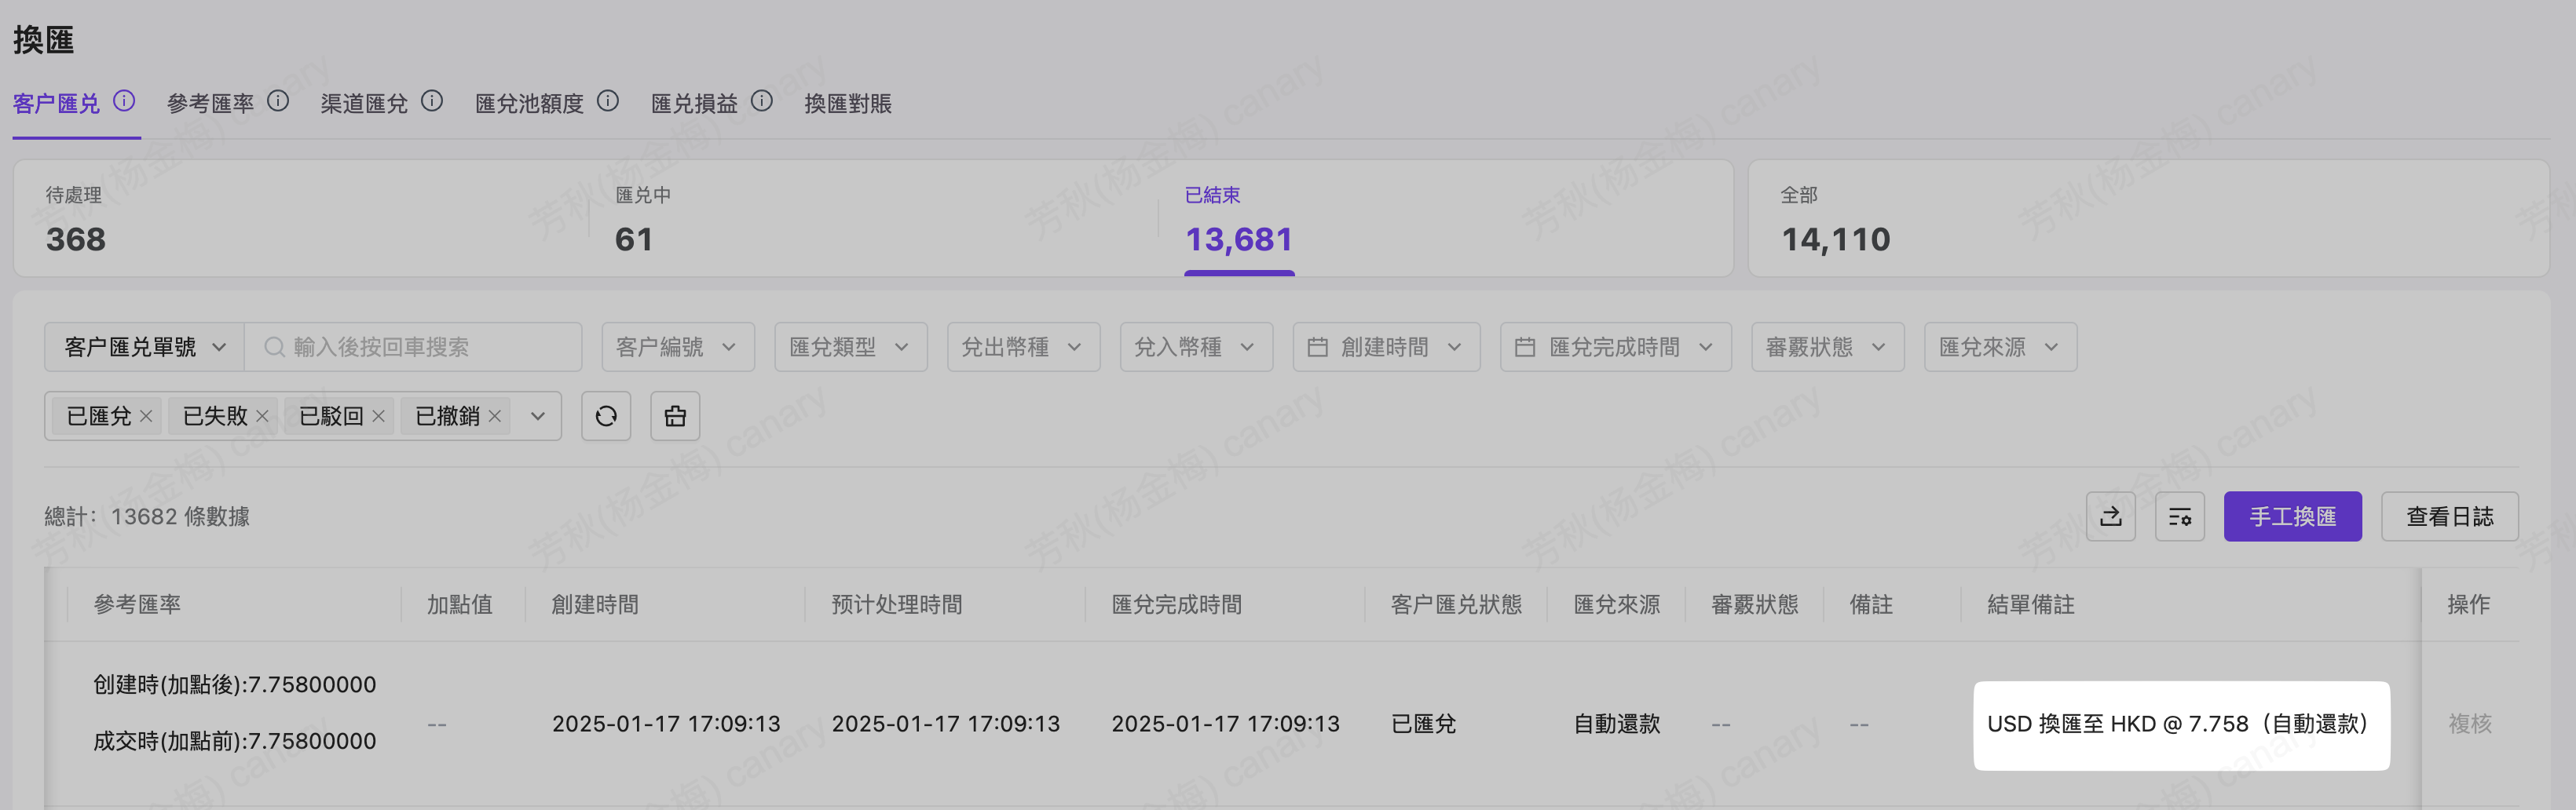 換匯
客户匯兑 參考匯率 渠道匯兌 匯兌池額度 匯兑損益 換匯對賬
待處理 匯兑中 已結束 全部
368 61 13,681 14,110
客户匯兑單號 輸入後按回車搜索 客户編號 匯兌類型 兌出幣種 兌入幣種 創建時間 匯兌完成時間 審覈狀態 匯兌來源
已匯兌 已失敗 已駁回 已撤銷
總計： 13682 條數據 手工換匯 查看日誌
參考匯率 加點值 創建時間 预计处理時間 匯兌完成時間 客户匯兑狀態 匯兌來源 審覈狀態 備註 結單備註 操作
创建時(加點後):7.75800000
成交時(加點前):7.75800000
-- 2025-01-17 17:09:13 2025-01-17 17:09:13 2025-01-17 17:09:13 已匯兌 自動還款 -- -- USD 換匯至 HKD @ 7.758（自動還款） 複核
芳秋(杨金梅) canary